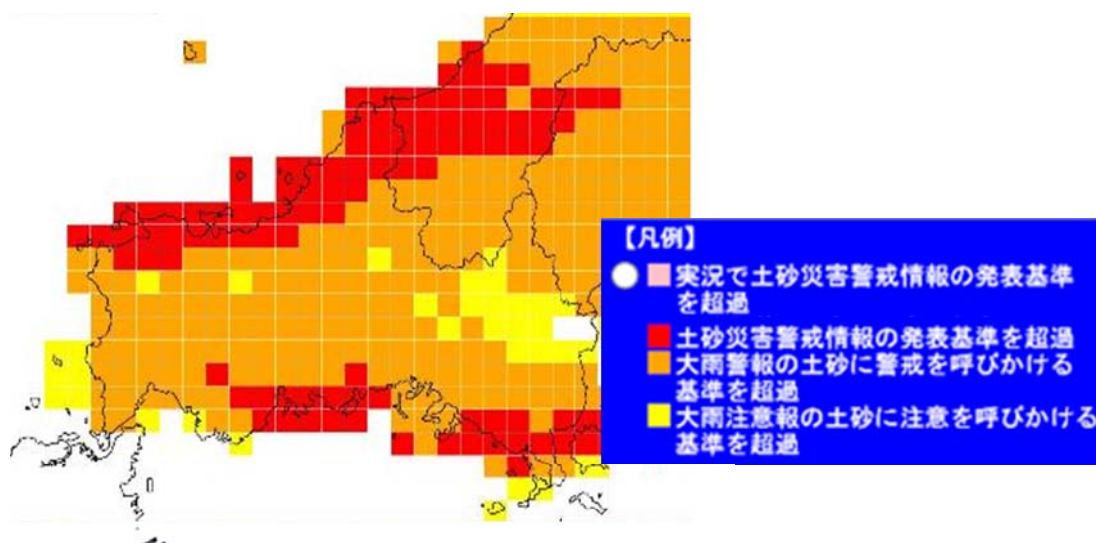 【凡例】
実況で土砂災害警戒情報の発表基準
を超過
土砂災害警戒情報の発表基準を超過
大雨警報の土砂に警戒を呼びかける
基準を超過
大雨注意報の土砂に注意を呼びかける
基準を超過